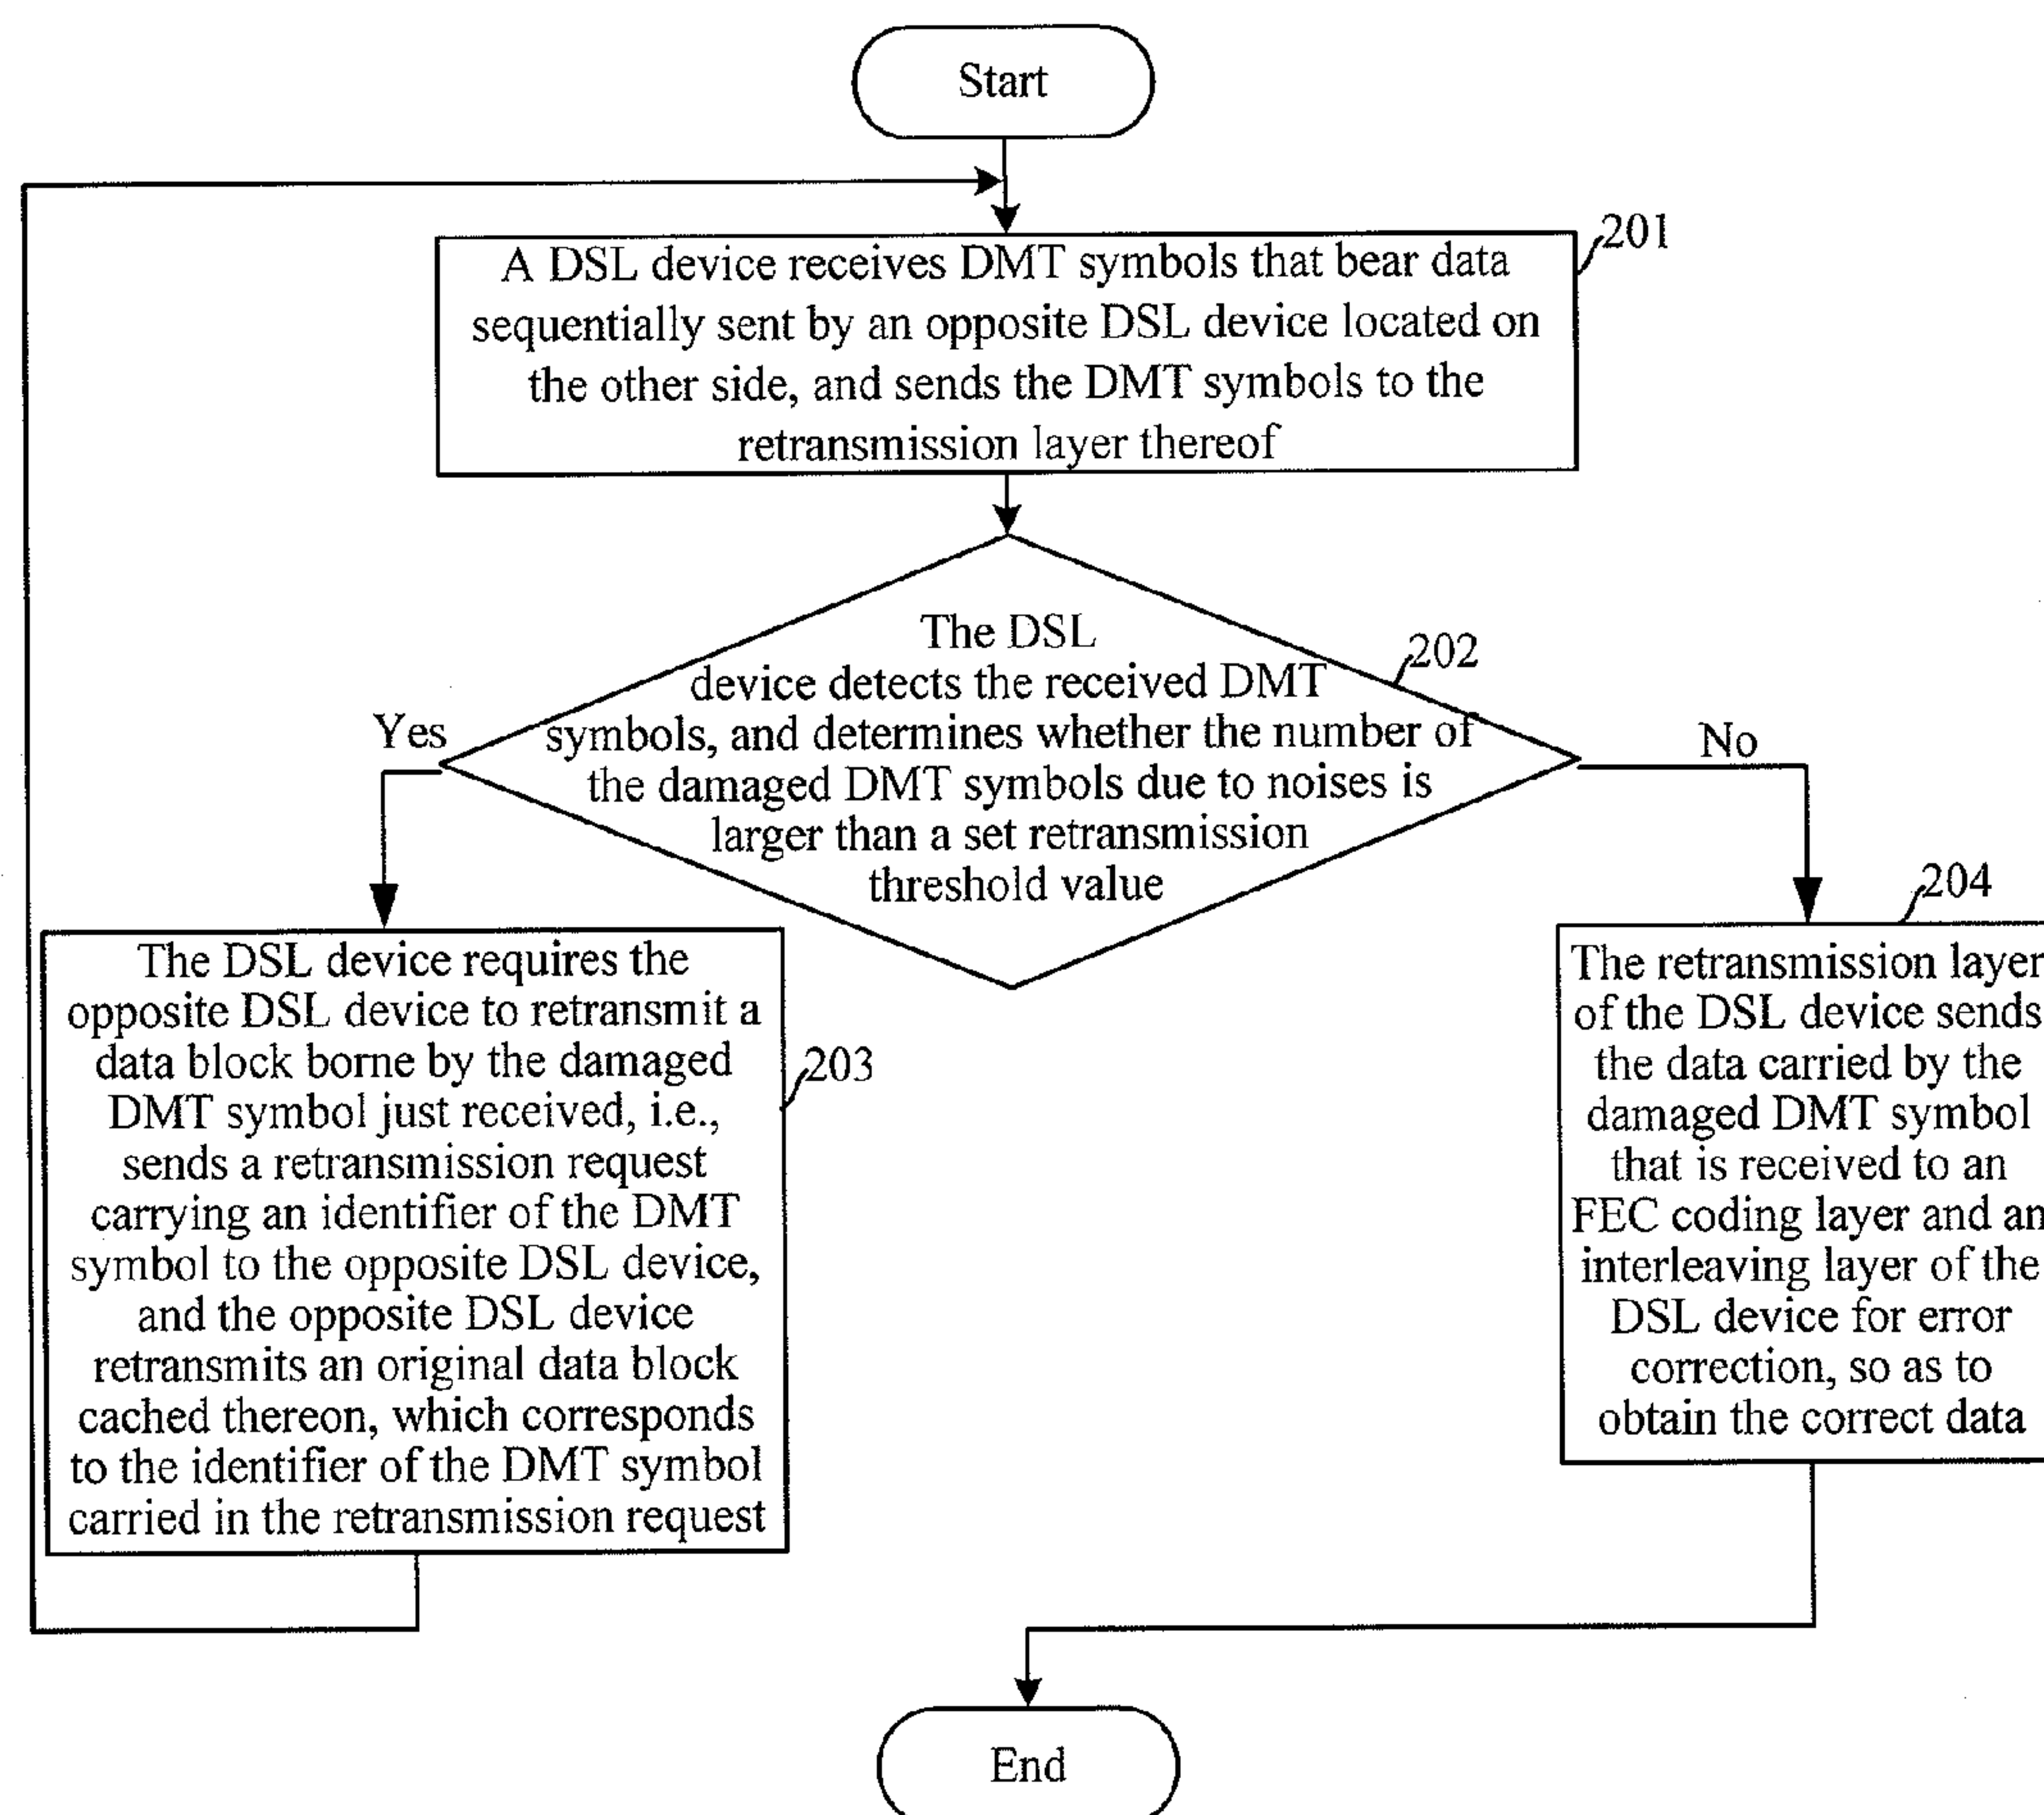 Start
201
A DSL device receives DMT symbols that bear data
sequentially sent by an opposite DSL device located on
the other side, and sends the DMT symbols to the
retransmission layer thereof
202
The DSL
device detects the received DMT
symbols, and determines whether the number of
the damaged DMT symbols due to noises is
larger than a set retransmission
threshold value
Yes
No
203
The DSL device requires the
opposite DSL device to retransmit a
data block borne by the damaged
DMT symbol just received, i.e.,
sends a retransmission request
carrying an identifier of the DMT
symbol to the opposite DSL device,
and the opposite DSL device
retransmits an original data block
cached thereon, which corresponds
to the identifier of the DMT symbol
carried in the retransmission request
204
The retransmission layer
of the DSL device sends
the data carried by the
damaged DMT symbol
that is received to an
FEC coding layer and an
interleaving layer of the
DSL device for error
correction, so as to
obtain the correct data
End